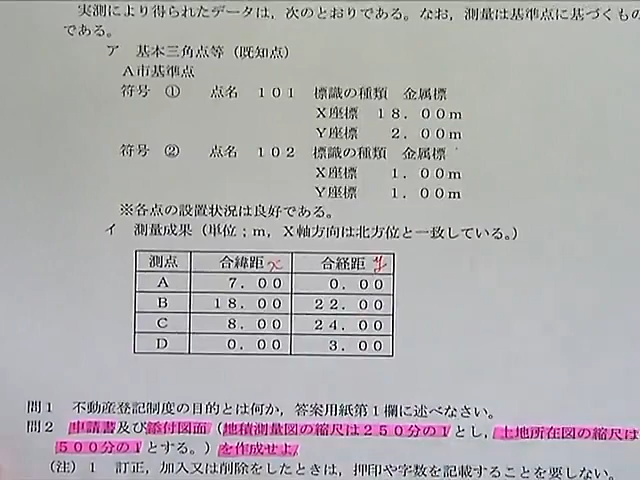 実測により得られたデータは，次のとおりである。なお，測量は基準点に基づくもの
である。
ア　基本三角点等（既知点）
A市基準点
符号　①　点名　１０１　標識の種類　金属標
X座標　１８．００m
Y座標　２．００m
符号　②　点名　１０２　標識の種類　金属標
X座標　１．００m
Y座標　１．００m
※各点の設置状況は良好である。
イ　測量成果（単位；m，X軸方向は北方位と一致している。）
測点　合緯距 x　合経距 y
A　７．００　０．００
B　１８．００　２２．００
C　８．００　２４．００
D　０．００　３．００
問１　不動産登記制度の目的とは何か，答案用紙第１欄に述べなさい。
問２　申請書及び添付図面（地積測量図の縮尺は２５０分の１とし，土地所在図の縮尺は
５００分の１とする。）を作成せよ
（注）１　訂正，加入又は削除をしたときは，押印や字数を記載することを要しない。